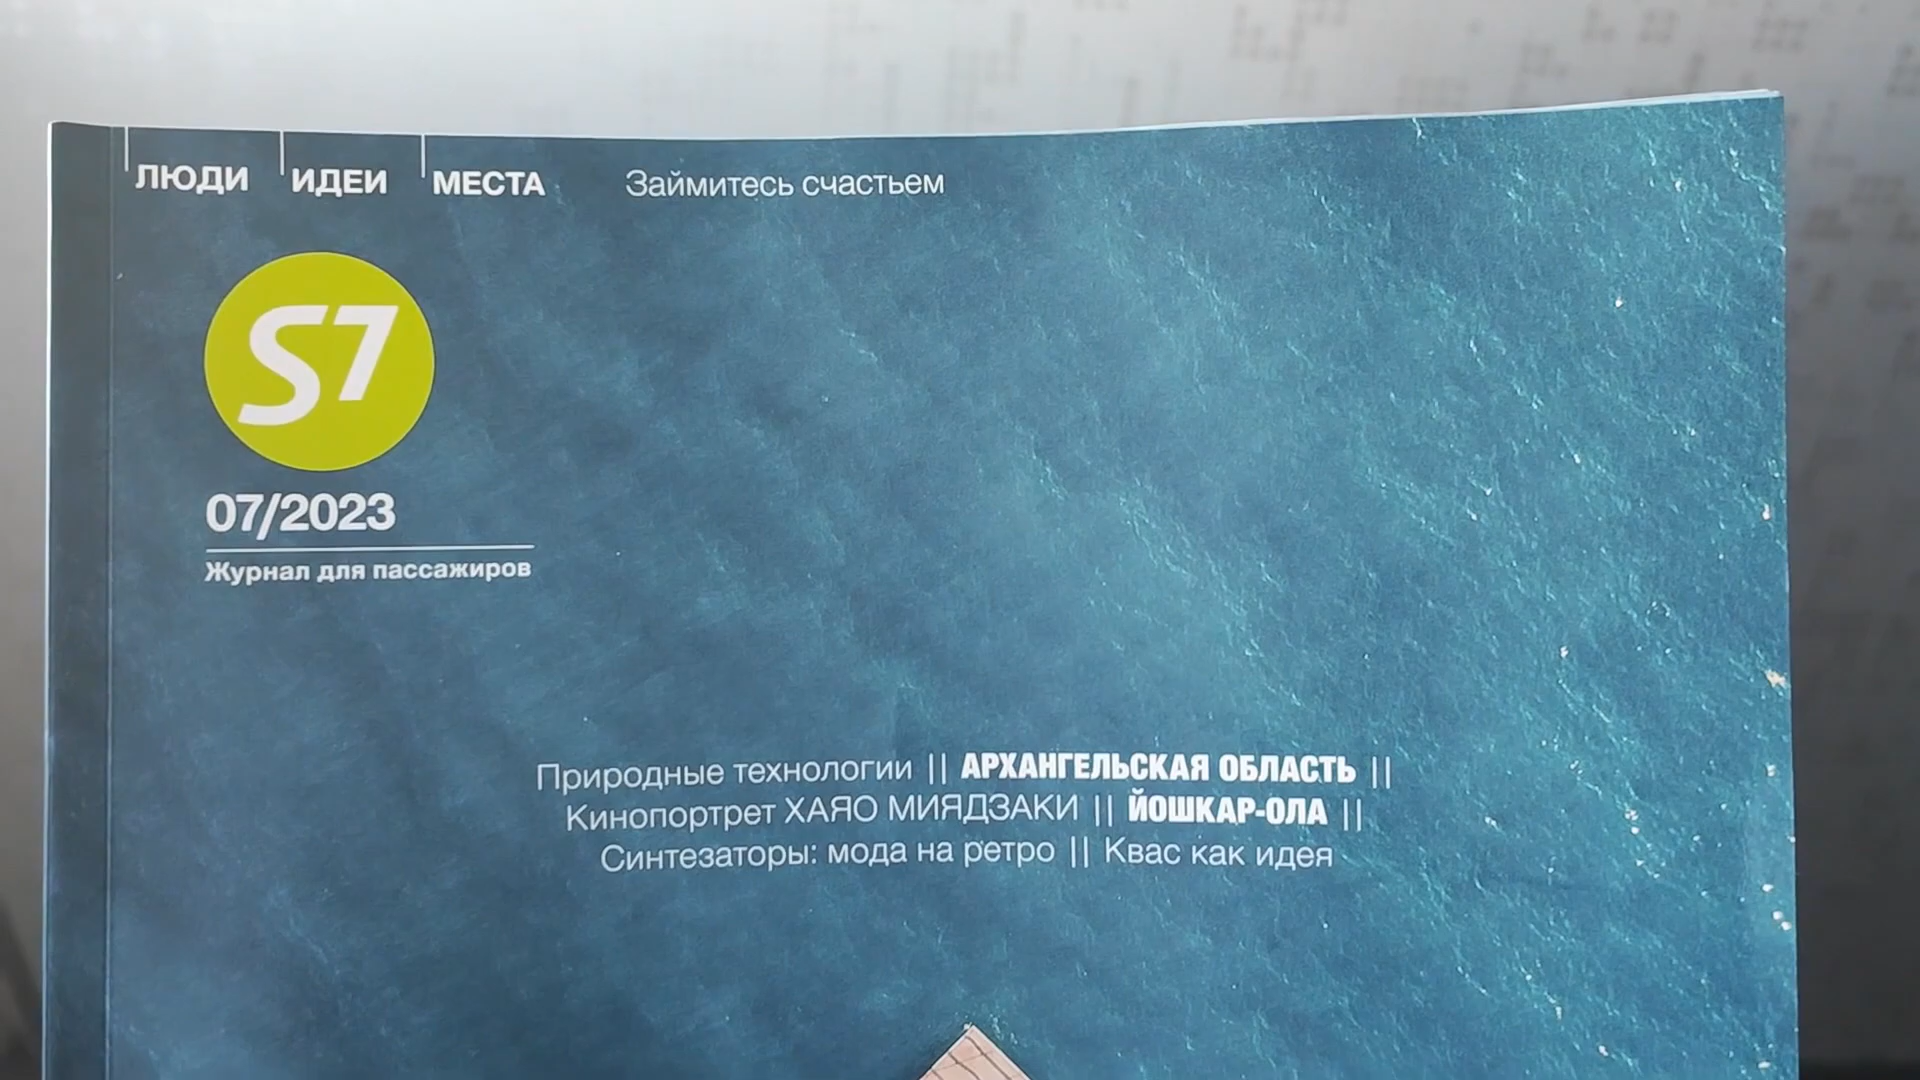 ЛЮДИ ИДЕИ МЕСТА Займитесь счастьем
S7
07/2023
Журнал для пассажиров
Природные технологии || АРХАНГЕЛЬСКАЯ ОБЛАСТЬ ||
Кинопортрет ХАЯО МИЯДЗАКИ || ЙОШКАР-ОЛА ||
Синтезаторы: мода на ретро || Квас как идея